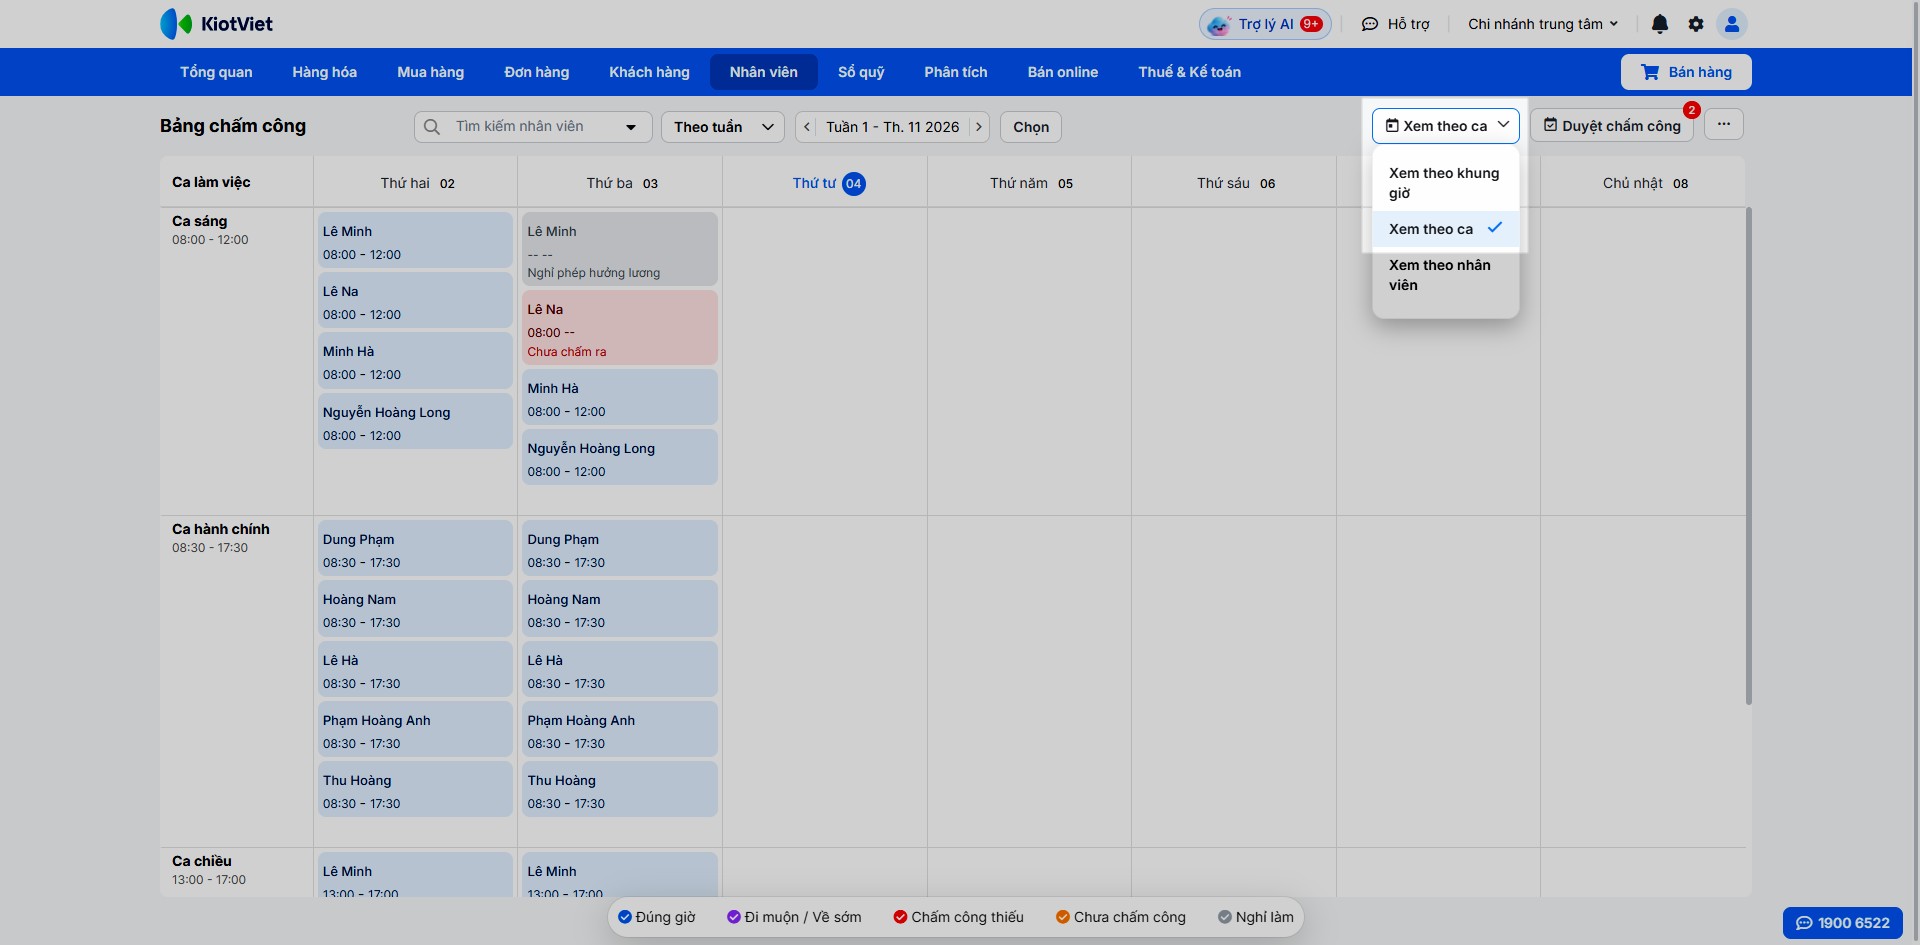 KiotViet
Trợ lý AI 9+
Hỗ trợ
Chi nhánh trung tâm
Tổng quan
Hàng hóa
Mua hàng
Đơn hàng
Khách hàng
Nhân viên
Sổ quỹ
Phân tích
Bán online
Thuế & Kế toán
Bán hàng
Bảng chấm công
Tìm kiếm nhân viên
Theo tuần
Tuần 1 - Th. 11 2026
Chọn
Xem theo ca
Duyệt chấm công
2
Xem theo khung
giờ
Xem theo ca
Xem theo nhân
viên
Ca làm việc
Thứ hai 02
Thứ ba 03
Thứ tư 04
Thứ năm 05
Thứ sáu 06
Chủ nhật 08
Ca sáng
08:00 - 12:00
Lê Minh
08:00 - 12:00
Lê Na
08:00 - 12:00
Minh Hà
08:00 - 12:00
Nguyễn Hoàng Long
08:00 - 12:00
Lê Minh
-- --
Nghỉ phép hưởng lương
Lê Na
08:00 --
Chưa chấm ra
Minh Hà
08:00 - 12:00
Nguyễn Hoàng Long
08:00 - 12:00
Ca hành chính
08:30 - 17:30
Dung Phạm
08:30 - 17:30
Hoàng Nam
08:30 - 17:30
Lê Hà
08:30 - 17:30
Phạm Hoàng Anh
08:30 - 17:30
Thu Hoàng
08:30 - 17:30
Dung Phạm
08:30 - 17:30
Hoàng Nam
08:30 - 17:30
Lê Hà
08:30 - 17:30
Phạm Hoàng Anh
08:30 - 17:30
Thu Hoàng
08:30 - 17:30
Ca chiều
13:00 - 17:00
Lê Minh
13:00 - 17:00
Lê Minh
13:00 - 17:00
Đúng giờ
Đi muộn / Về sớm
Chấm công thiếu
Chưa chấm công
Nghỉ làm
1900 6522